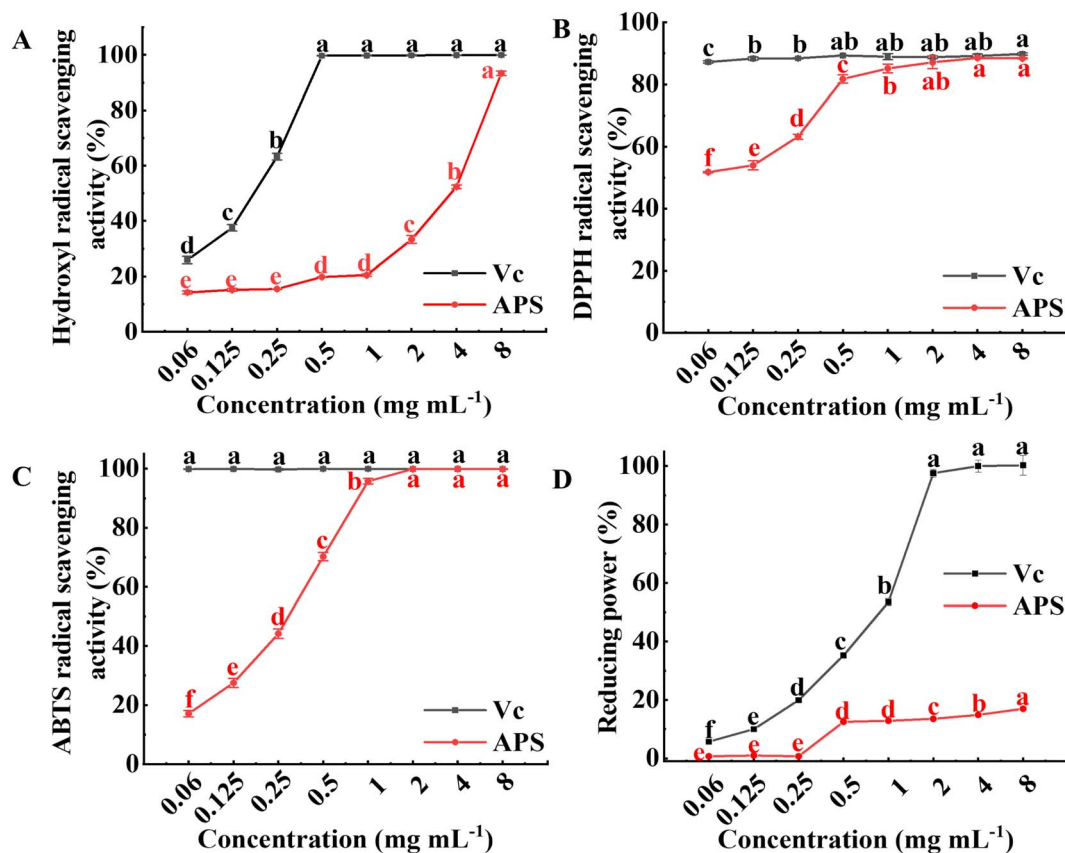 A
Hydroxyl radical scavenging
activity (%)
100
80
60
40
20
0
a a a a a
a
b
b
c
c
d
d d
e e e
Vc
APS
0.06 0.125 0.25 0.5 1 2 4 8
Concentration (mg mL-1)
B
DPPH radical scavenging
activity (%)
100
80
60
40
20
0
c b b ab ab ab ab a
c
b ab a a
d
f e
Vc
APS
0.06 0.125 0.25 0.5 1 2 4 8
Concentration (mg mL-1)
C
ABTS radical scavenging
activity (%)
100
80
60
40
20
0
a a a a a a a a
b a a a
c
d
e
f
Vc
APS
0.06 0.125 0.25 0.5 1 2 4 8
Concentration (mg mL-1)
D
Reducing power (%)
100
80
60
40
20
0
a a a
b
c
d
f e
d d c b a
e e e
Vc
APS
0.06 0.125 0.25 0.5 1 2 4 8
Concentration (mg mL-1)